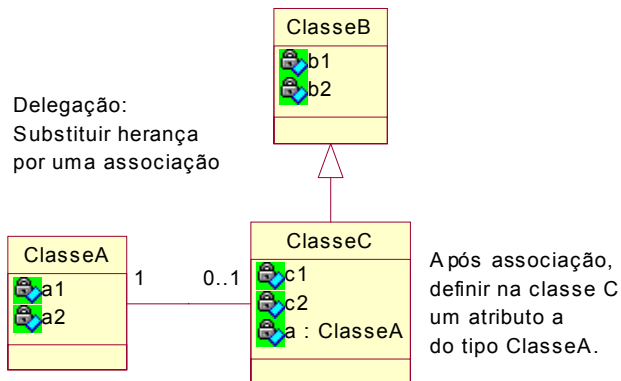 ClasseB
b1
b2
Delegação:
Substituir herança
por uma associação
ClasseA
a1
a2
1
0..1
ClasseC
c1
c2
a : ClasseA
Após associação,
definir na classe C
um atributo a
do tipo ClasseA.